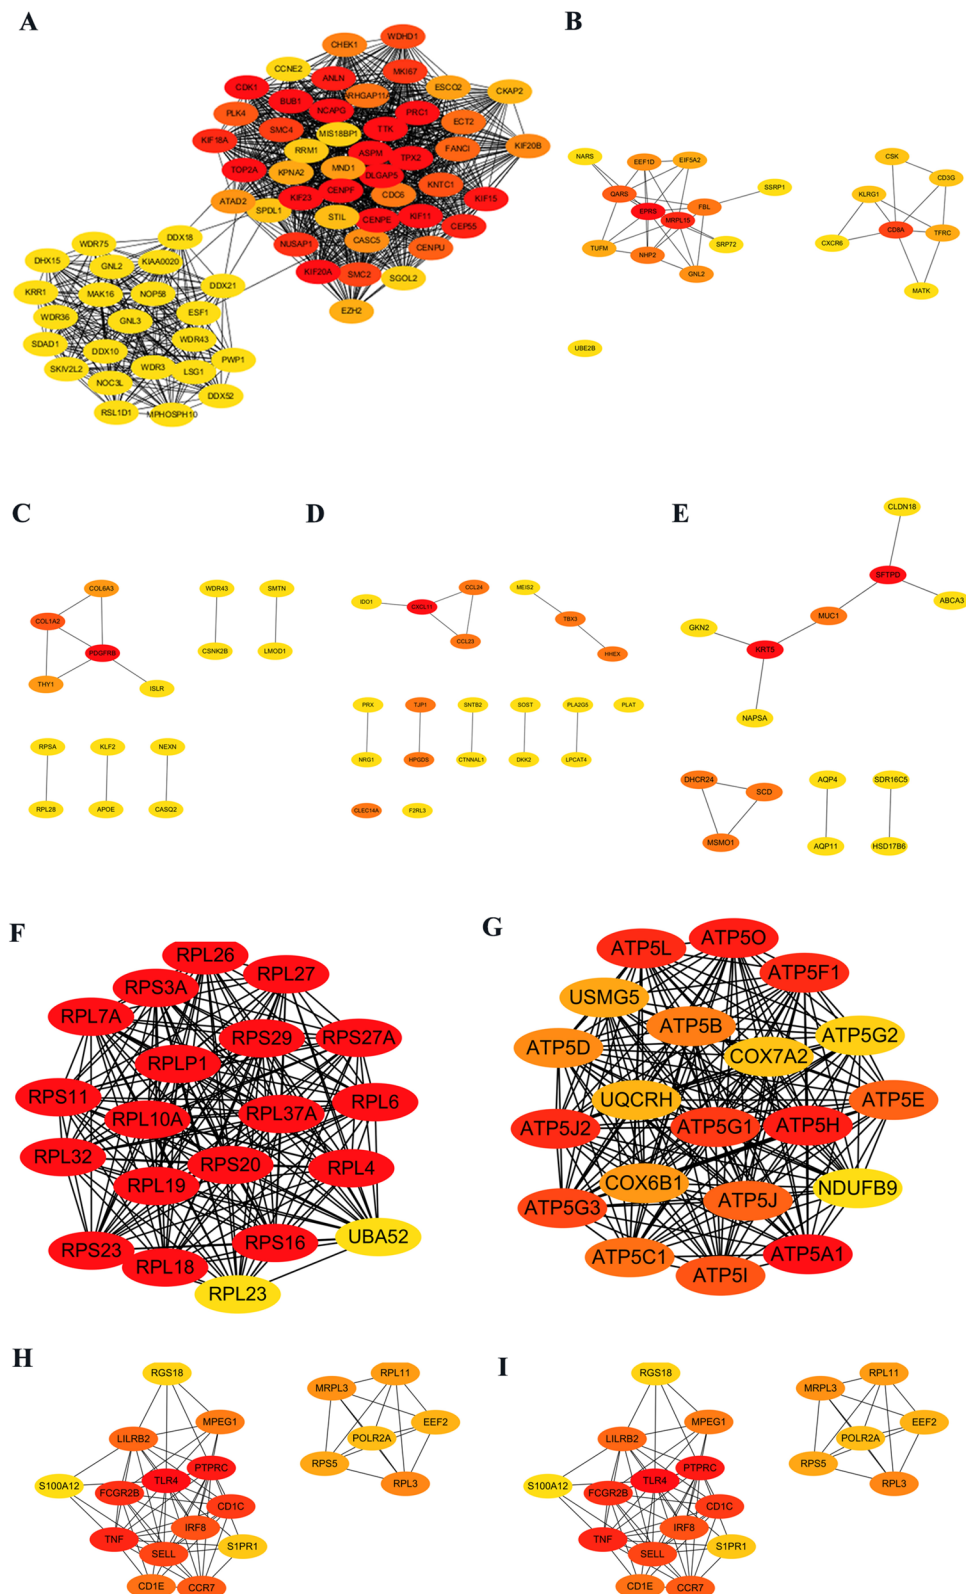 A
B
CHEK1
WDHD1
CCNE2
CDK1
ANLN
MKI67
ESCO2
CKAP2
ARHGAP11A
BUB1
NCAPG
PRC1
PLK4
SMC4
MIS18BP1
TTK
ECT2
KIF18A
RRM1
FANCI
KIF20B
ASPM
TPX2
TOP2A
KPNA2
MND1
DLGAP5
KNTC1
ATAD2
KIF23
CENPF
CDC6
KIF15
SPDL1
STIL
CENPE
KIF11
CEP55
NUSAP1
CASC5
CENPU
KIF20A
SMC2
SGOL2
EZH2
WDR75
DDX18
DHX15
GNL2
KIAA0020
KRR1
MAK16
NOP58
DDX21
WDR36
GNL3
ESF1
SDAD1
DDX10
WDR43
SKIV2L2
WDR3
LSG1
PWP1
NOC3L
DDX52
RSL1D1
MPHOSPH10
NARS
EEF1D
EIF5A2
SSRP1
QARS
FBL
EPRS
MRPL15
TUFM
NHP2
SRP72
GNL2
UBE2B
CSK
CD3G
KLRG1
CXCR6
CD8A
TFRC
MATK
C
D
E
COL6A3
COL1A2
PDGFRB
THY1
ISLR
WDR43
SMTN
CSNK2B
LMOD1
RPSA
KLF2
NEXN
RPL28
APOE
CASQ2
IDO1
CXCL11
CCL24
CCL23
MEIS2
TBX3
HHEX
PRX
TJP1
SNTB2
SOST
PLA2G5
PLAT
NRG1
HPGDS
CTNNAL1
DKK2
LPCAT4
CLEC14A
F2RL3
CLDN18
SFTPD
ABCA3
MUC1
GKN2
KRT5
NAPSA
DHCR24
SCD
MSMO1
AQP4
SDR16C5
AQP11
HSD17B6
F
G
RPL26
RPS3A
RPL27
RPL7A
RPS29
RPS27A
RPLP1
RPS11
RPL10A
RPL37A
RPL6
RPL32
RPS20
RPL4
RPL19
RPS23
RPL18
RPS16
UBA52
RPL23
ATP5L
ATP5O
ATP5F1
USMG5
ATP5B
ATP5G2
ATP5D
COX7A2
UQCRH
ATP5E
ATP5J2
ATP5G1
ATP5H
COX6B1
ATP5J
NDUFB9
ATP5G3
ATP5C1
ATP5I
ATP5A1
H
I
RGS18
MPEG1
LILRB2
PTPRC
S100A12
FCGR2B
TLR4
CD1C
TNF
IRF8
SELL
S1PR1
CD1E
CCR7
RPL11
MRPL3
EEF2
POLR2A
RPS5
RPL3
RGS18
MPEG1
LILRB2
PTPRC
S100A12
FCGR2B
TLR4
CD1C
TNF
IRF8
SELL
S1PR1
CD1E
CCR7
RPL11
MRPL3
EEF2
POLR2A
RPS5
RPL3